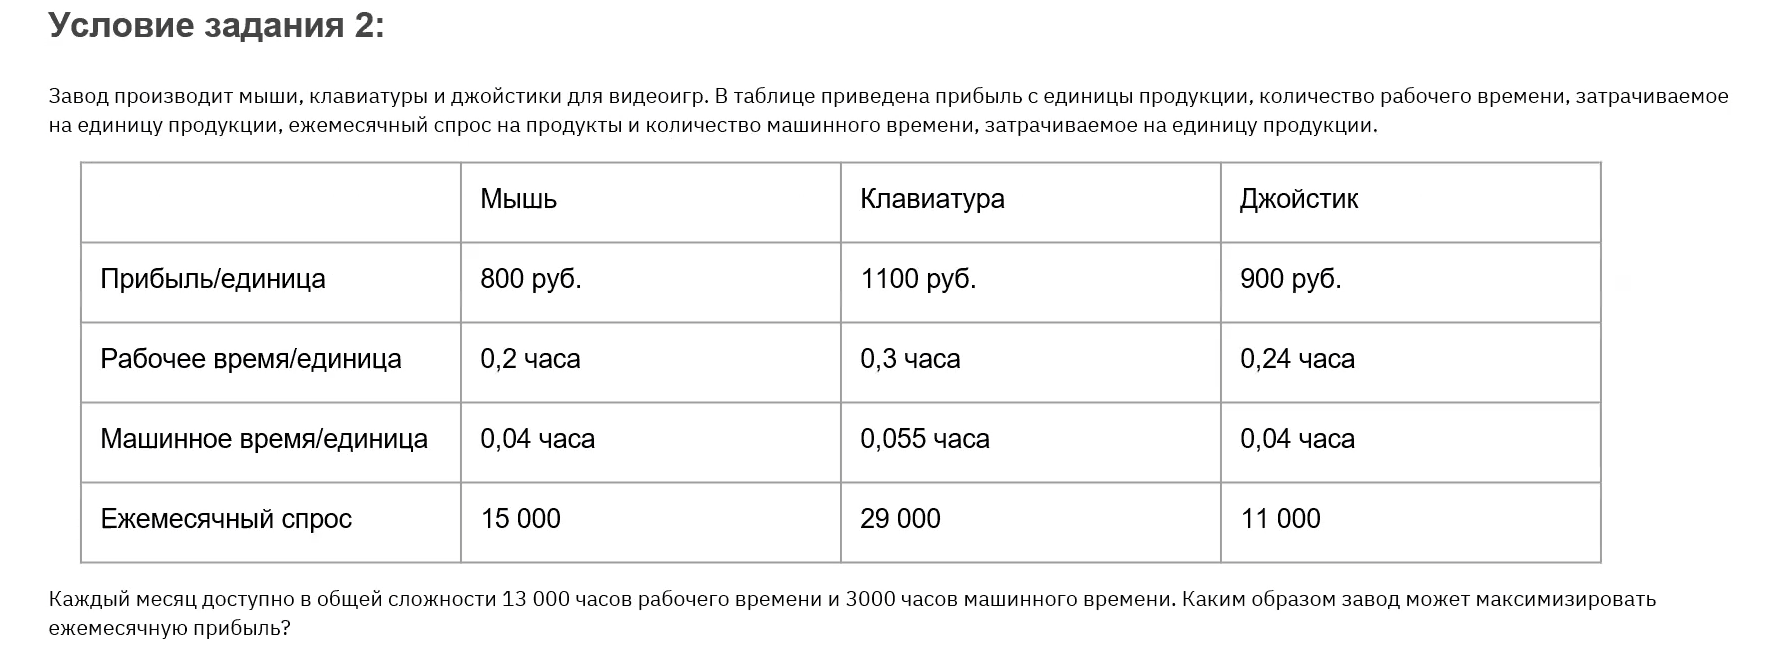 Условие задания 2:
Завод производит мыши, клавиатуры и джойстики для видеоигр. В таблице приведена прибыль с единицы продукции, количество рабочего времени, затрачиваемое
на единицу продукции, ежемесячный спрос на продукты и количество машинного времени, затрачиваемое на единицу продукции.
Мышь Клавиатура Джойстик
Прибыль/единица 800 руб. 1100 руб. 900 руб.
Рабочее время/единица 0,2 часа 0,3 часа 0,24 часа
Машинное время/единица 0,04 часа 0,055 часа 0,04 часа
Ежемесячный спрос 15 000 29 000 11 000
Каждый месяц доступно в общей сложности 13 000 часов рабочего времени и 3000 часов машинного времени. Каким образом завод может максимизировать
ежемесячную прибыль?